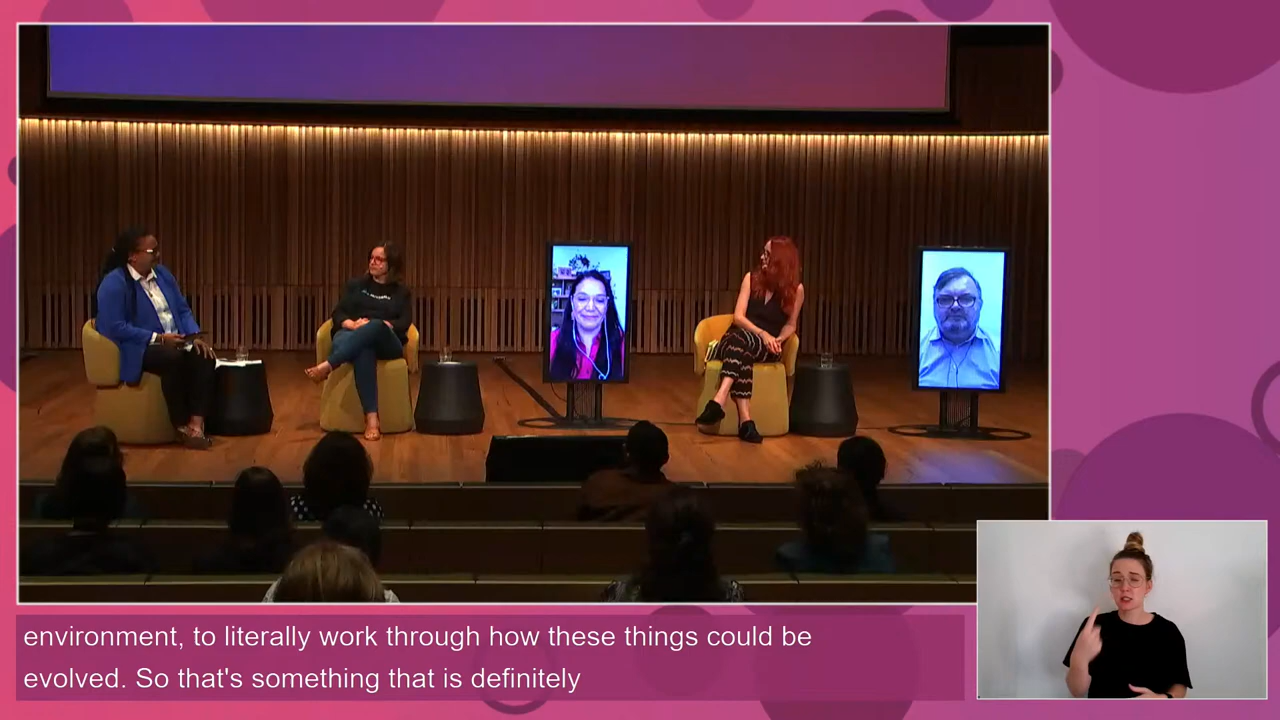 environment, to literally work through how these things could be
evolved. So that's something that is definitely